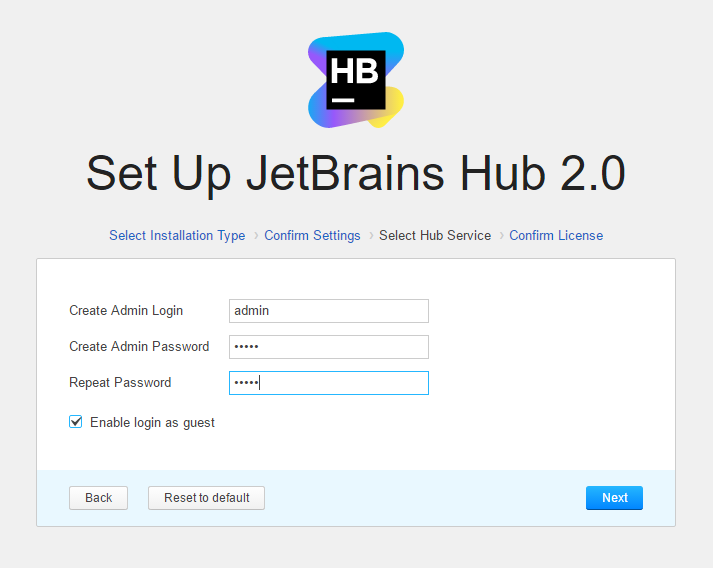 HB
Set Up JetBrains Hub 2.0
Select Installation Type › Confirm Settings › Select Hub Service › Confirm License
Create Admin Login admin
Create Admin Password •••••
Repeat Password •••••
Enable login as guest
Back Reset to default Next